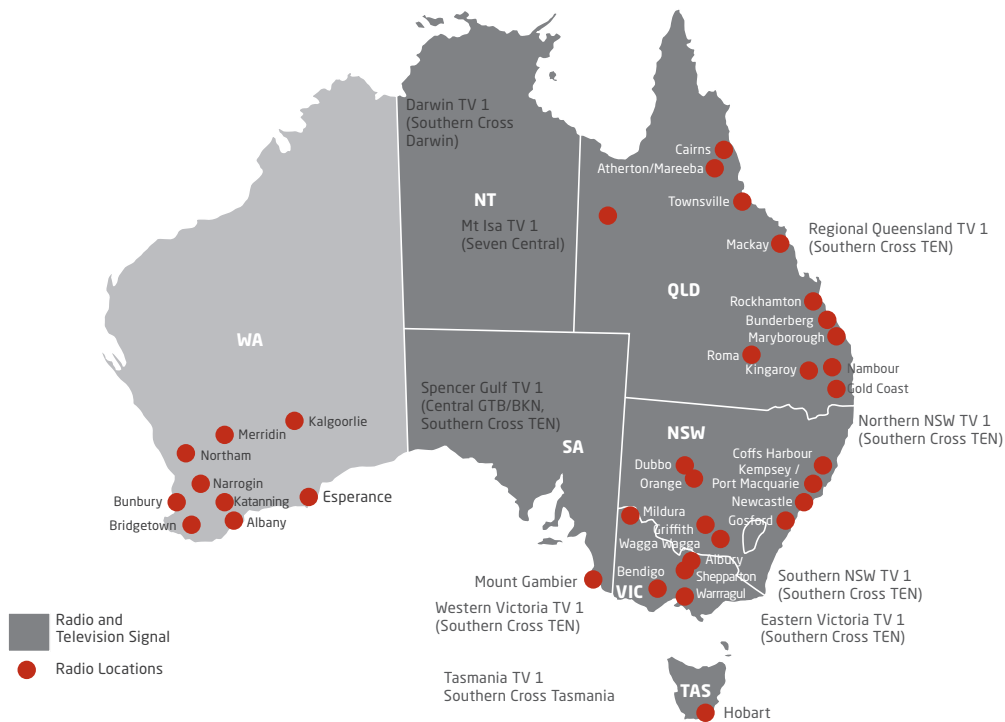 Darwin TV 1
(Southern Cross
Darwin)
NT
Mt Isa TV 1
(Seven Central)
Cairns
Atherton/Mareeba
Townsville
Mackay
Regional Queensland TV 1
(Southern Cross TEN)
QLD
Rockhamton
Bunderberg
Maryborough
Roma
Kingaroy
Nambour
Gold Coast
WA
Kalgoorlie
Merridin
Northam
Narrogin
Bunbury
Katanning
Esperance
Bridgetown
Albany
Spencer Gulf TV 1
(Central GTB/BKN,
Southern Cross TEN)
SA
Northern NSW TV 1
(Southern Cross TEN)
NSW
Dubbo
Orange
Coffs Harbour
Kempsey /
Port Macquarie
Newcastle
Gosford
Mildura
Griffith
Wagga Wagga
Albury
Bendigo
Shepparton
VIC
Warrragul
Mount Gambier
Western Victoria TV 1
(Southern Cross TEN)
Southern NSW TV 1
(Southern Cross TEN)
Eastern Victoria TV 1
(Southern Cross TEN)
Radio and
Television Signal
Radio Locations
Tasmania TV 1
Southern Cross Tasmania
TAS
Hobart